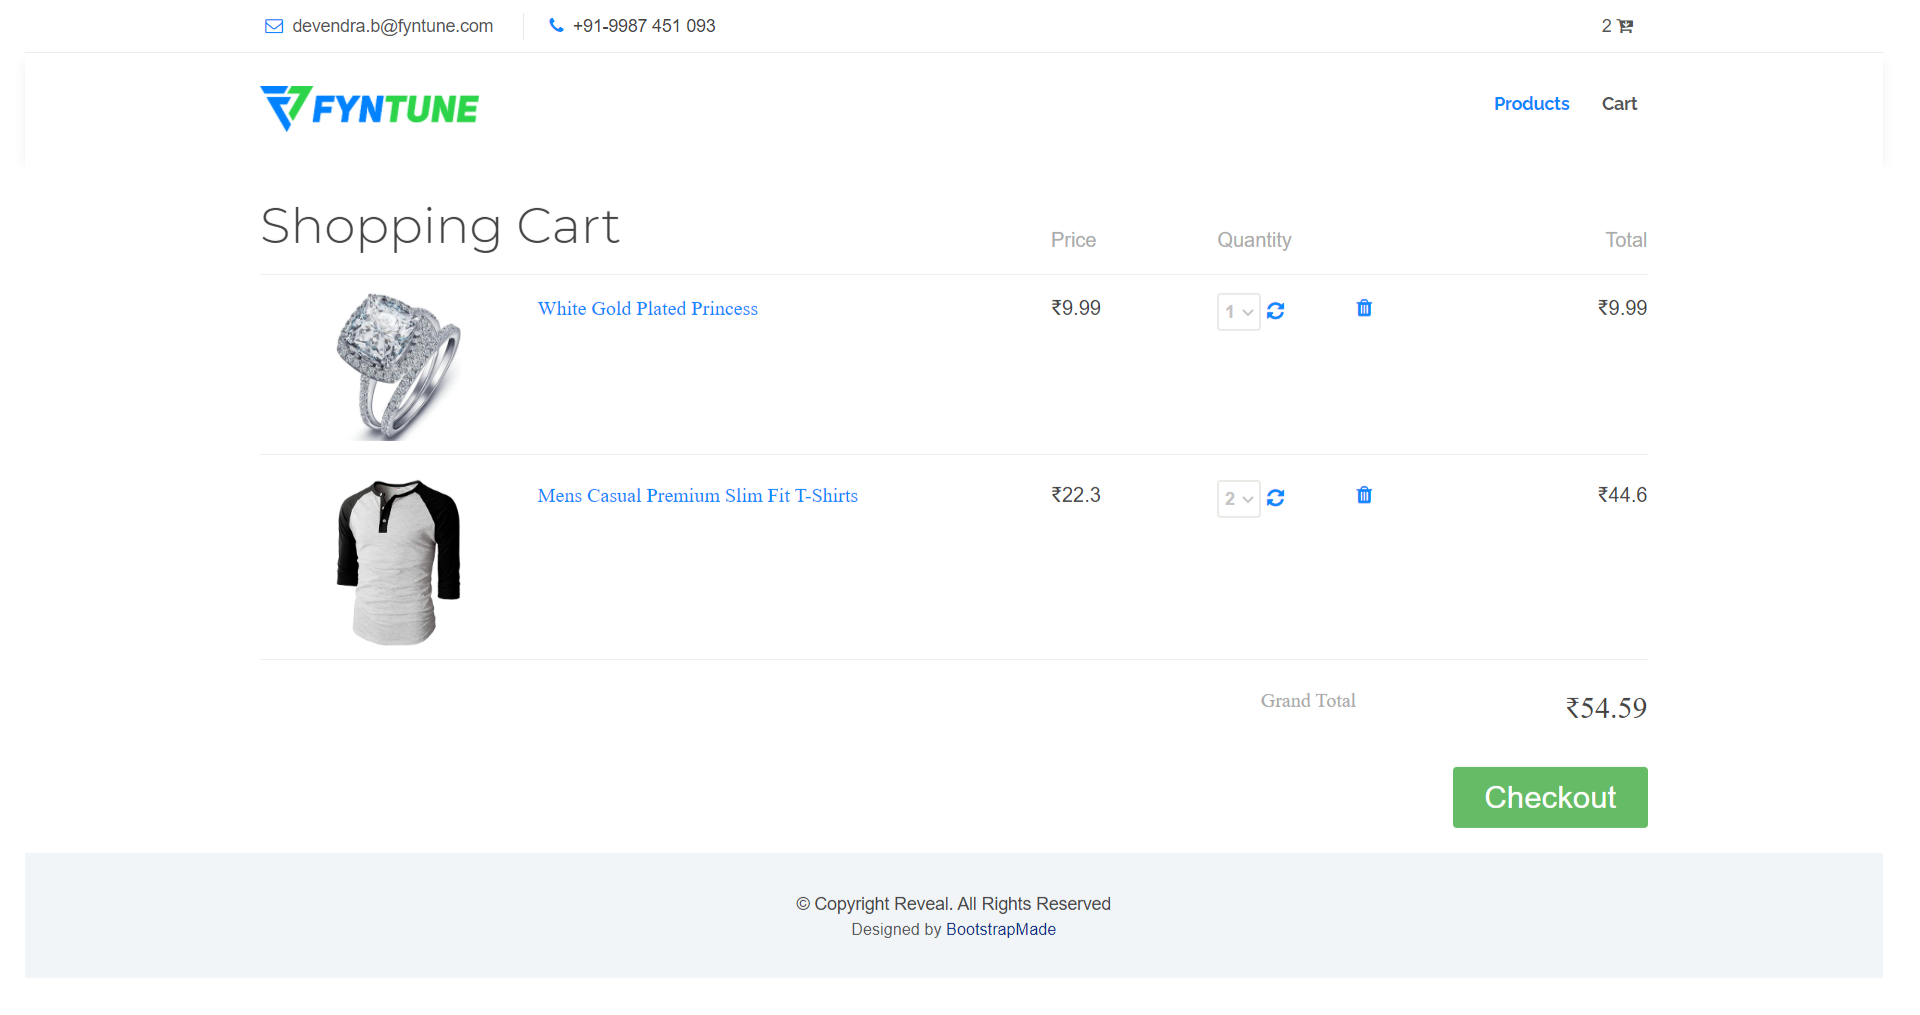 devendra.b@fyntune.com +91-9987 451 093 2
FYNTUNE Products Cart
Shopping Cart Price Quantity Total
White Gold Plated Princess ₹9.99 1 ₹9.99
Mens Casual Premium Slim Fit T-Shirts ₹22.3 2 ₹44.6
Grand Total ₹54.59
Checkout
© Copyright Reveal. All Rights Reserved
Designed by BootstrapMade